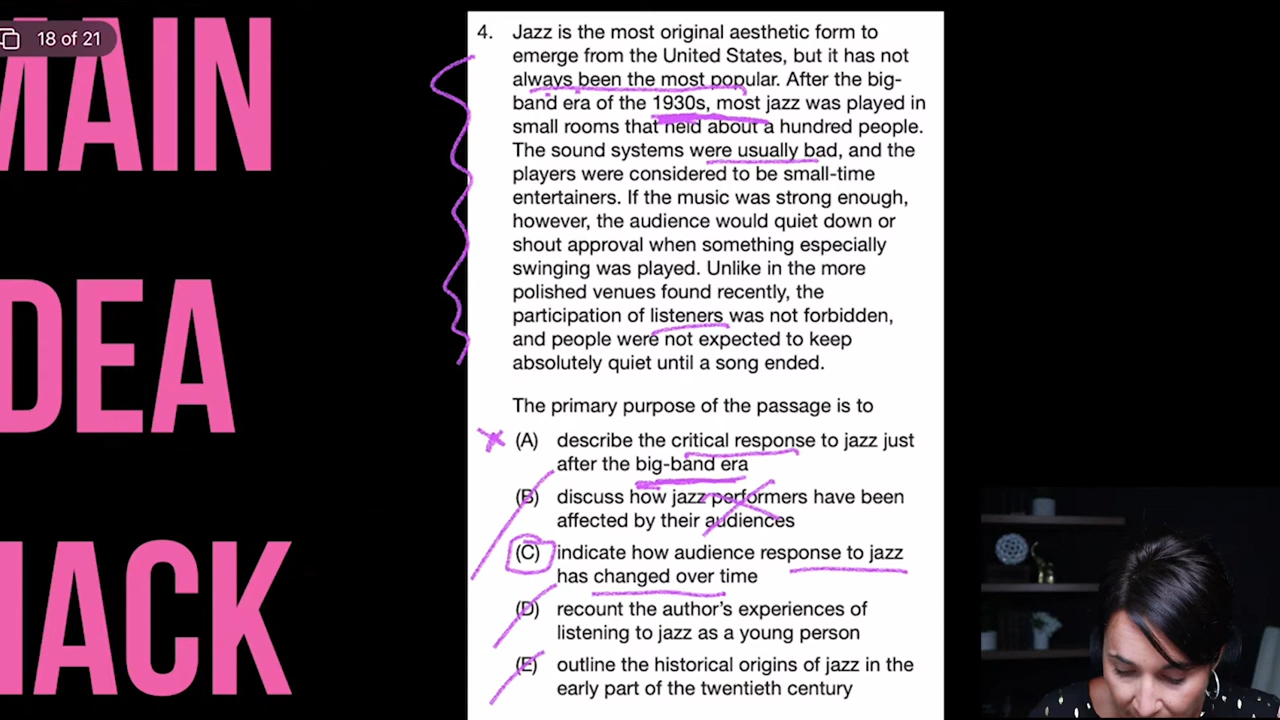 18 of 21
MAIN
DEA
HACK
4. Jazz is the most original aesthetic form to
emerge from the United States, but it has not
always been the most popular. After the big-
band era of the 1930s, most jazz was played in
small rooms that held about a hundred people.
The sound systems were usually bad, and the
players were considered to be small-time
entertainers. If the music was strong enough,
however, the audience would quiet down or
shout approval when something especially
swinging was played. Unlike in the more
polished venues found recently, the
participation of listeners was not forbidden,
and people were not expected to keep
absolutely quiet until a song ended.
The primary purpose of the passage is to
(A) describe the critical response to jazz just
after the big-band era
(B) discuss how jazz performers have been
affected by their audiences
(C) indicate how audience response to jazz
has changed over time
(D) recount the author's experiences of
listening to jazz as a young person
(E) outline the historical origins of jazz in the
early part of the twentieth century